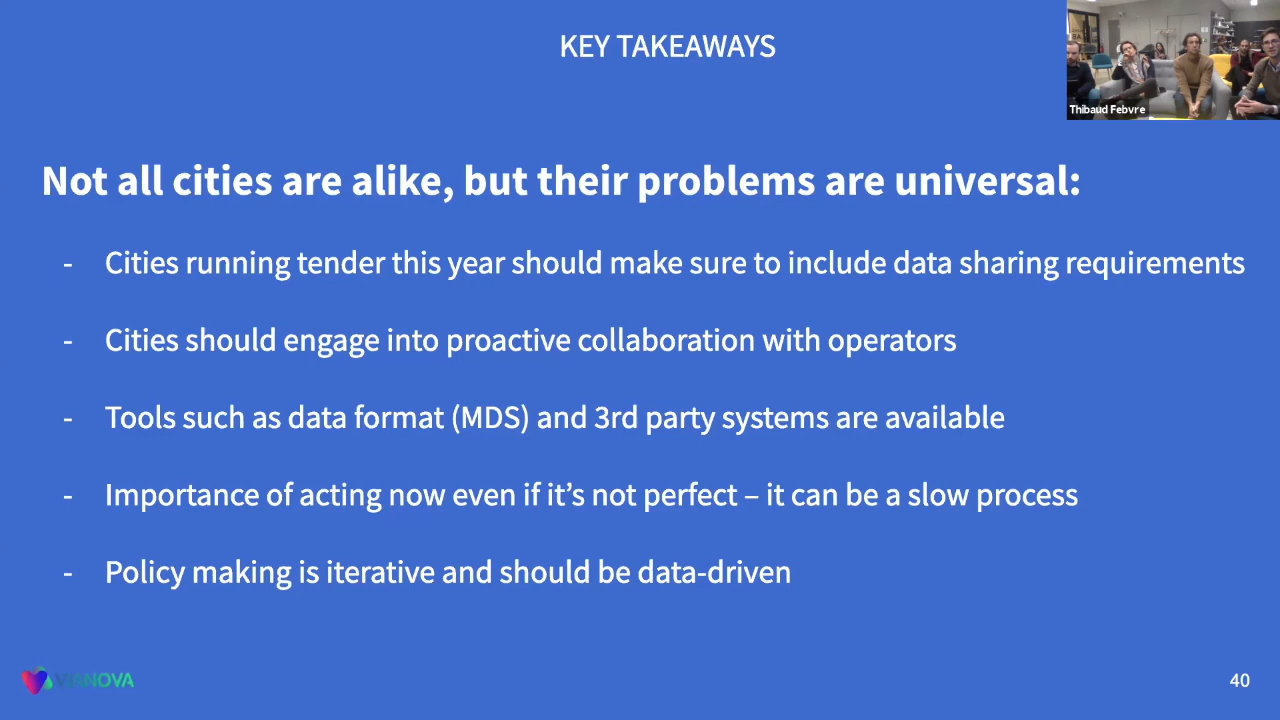 KEY TAKEAWAYS
Thibaud Febvre
Not all cities are alike, but their problems are universal:
- Cities running tender this year should make sure to include data sharing requirements
- Cities should engage into proactive collaboration with operators
- Tools such as data format (MDS) and 3rd party systems are available
- Importance of acting now even if it’s not perfect – it can be a slow process
- Policy making is iterative and should be data-driven
VIANOVA
40